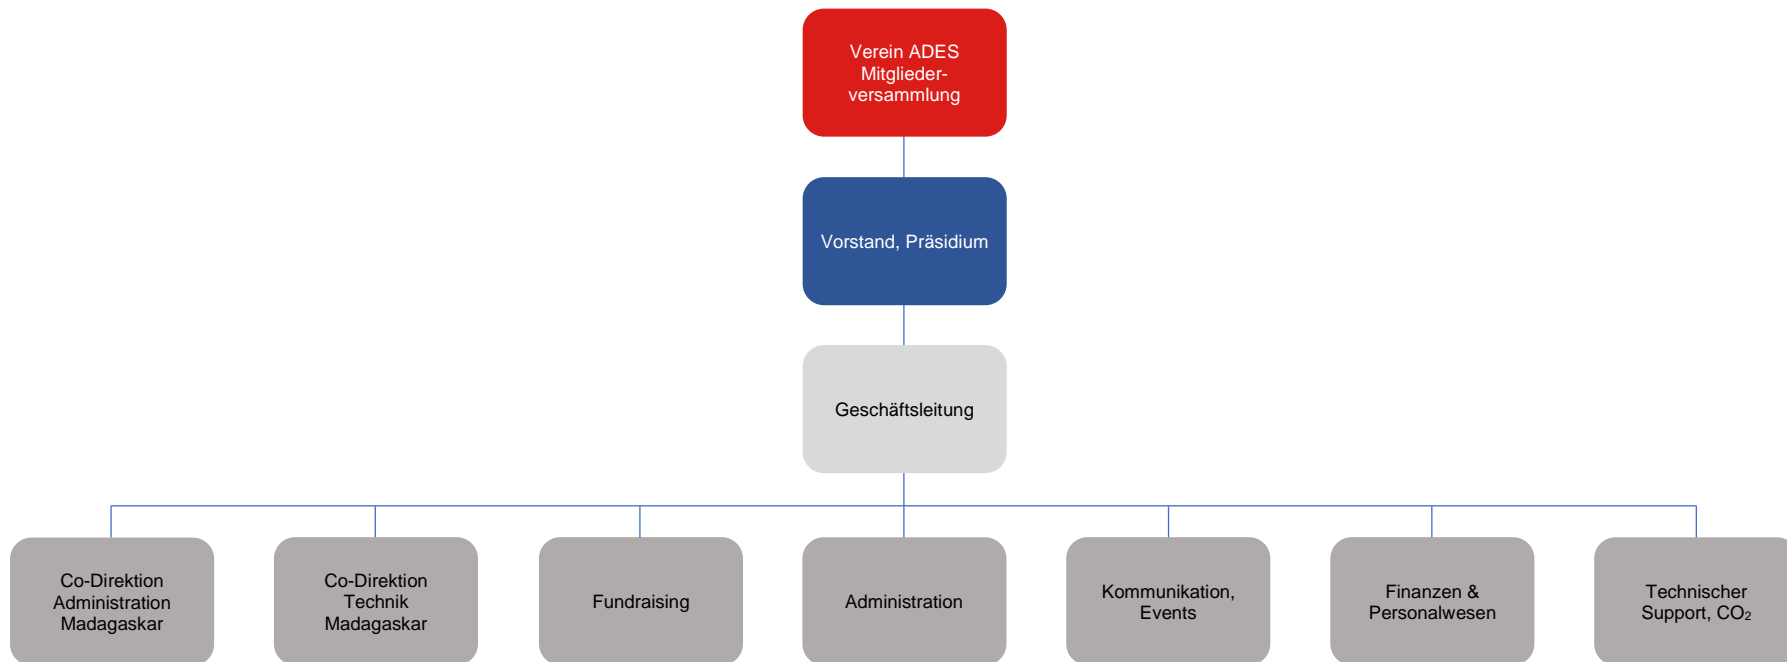 Verein ADES
Mitglieder-
versammlung
Vorstand, Präsidium
Geschäftsleitung
Co-Direktion
Administration
Madagaskar
Co-Direktion
Technik
Madagaskar
Fundraising
Administration
Kommunikation,
Events
Finanzen &
Personalwesen
Technischer
Support, CO₂